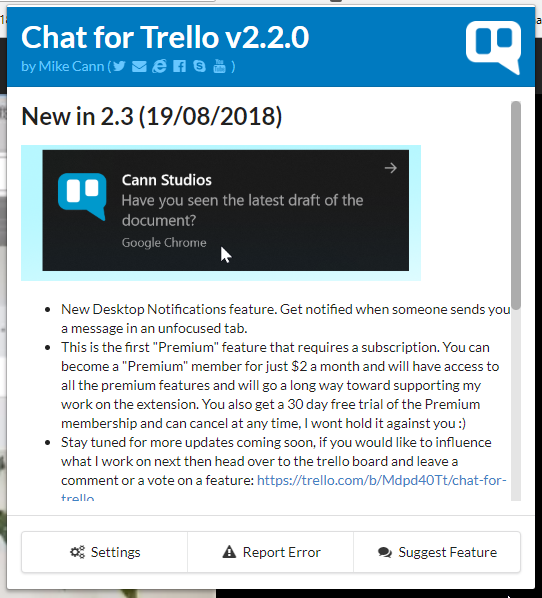 Chat for Trello v2.2.0
by Mike Cann ( )
New in 2.3 (19/08/2018)
Cann Studios
Have you seen the latest draft of the
document?
Google Chrome
New Desktop Notifications feature. Get notified when someone sends you
a message in an unfocused tab.
This is the first "Premium" feature that requires a subscription. You can
become a "Premium" member for just $2 a month and will have access to
all the premium features and will go a long way toward supporting my
work on the extension. You also get a 30 day free trial of the Premium
membership and can cancel at any time, I wont hold it against you :)
Stay tuned for more updates coming soon, if you would like to influence
what I work on next then head over to the trello board and leave a
comment or a vote on a feature: https://trello.com/b/Mdpd40Tt/chat-for-
trello
Settings
Report Error
Suggest Feature